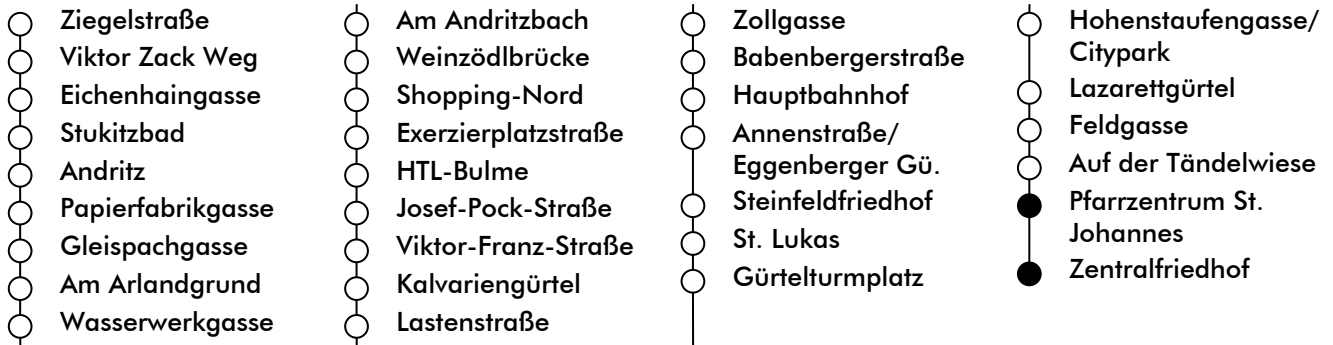 Ziegelstraße
Viktor Zack Weg
Eichenhaingasse
Stukitzbad
Andritz
Papierfabrikgasse
Gleispachgasse
Am Arlandgrund
Wasserwerkgasse
Am Andritzbach
Weinzödlbrücke
Shopping-Nord
Exerzierplatzstraße
HTL-Bulme
Josef-Pock-Straße
Viktor-Franz-Straße
Kalvariengürtel
Lastenstraße
Zollgasse
Babenbergerstraße
Hauptbahnhof
Annenstraße/
Eggenberger Gü.
Steinfeldfriedhof
St. Lukas
Gürtelturmplatz
Hohenstaufengasse/
Citypark
Lazarettgürtel
Feldgasse
Auf der Tändelwiese
Pfarrzentrum St.
Johannes
Zentralfriedhof